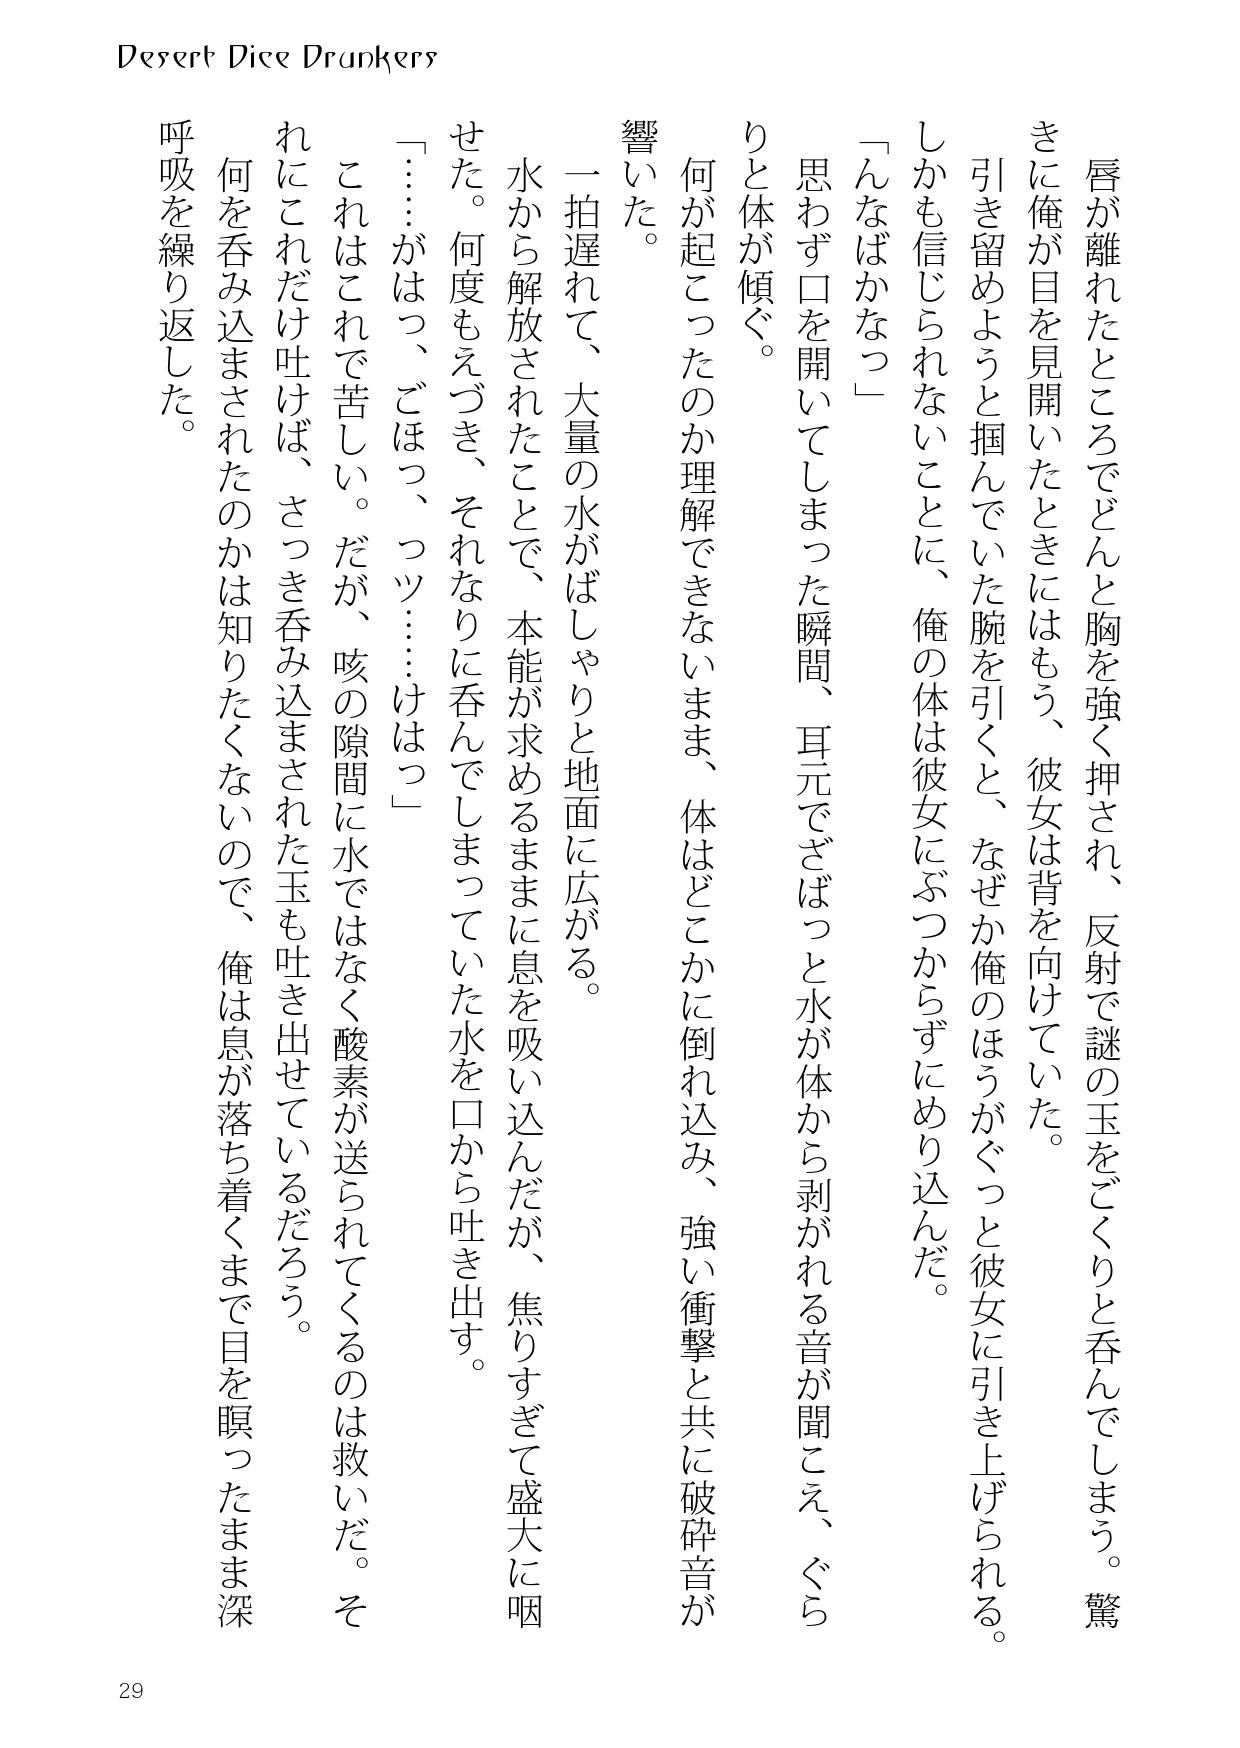 Desert Dice Drunkers
　唇が離れたところでどんと胸を強く押され、反射で謎の玉をごくりと呑んでしまう。驚
きに俺が目を見開いたときにはもう、彼女は背を向けていた。
　引き留めようと掴んでいた腕を引くと、なぜか俺のほうがぐっと彼女に引き上げられる。
しかも信じられないことに、俺の体は彼女にぶつからずにめり込んだ。
「んなばかなっ」
　思わず口を開いてしまった瞬間、耳元でざばっと水が体から剥がれる音が聞こえ、ぐら
りと体が傾ぐ。
　何が起こったのか理解できないまま、体はどこかに倒れ込み、強い衝撃と共に破砕音が
響いた。
　一拍遅れて、大量の水がばしゃりと地面に広がる。
　水から解放されたことで、本能が求めるままに息を吸い込んだが、焦りすぎて盛大に咽
せた。何度もえづき、それなりに呑んでしまっていた水を口から吐き出す。
「……がはっ、ごほっ、っツ……けはっ」
　これはこれで苦しい。だが、咳の隙間に水ではなく酸素が送られてくるのは救いだ。そ
れにこれだけ吐けば、さっき呑み込まされた玉も吐き出せているだろう。
　何を呑み込まされたのかは知りたくないので、俺は息が落ち着くまで目を瞑ったまま深
呼吸を繰り返した。
29